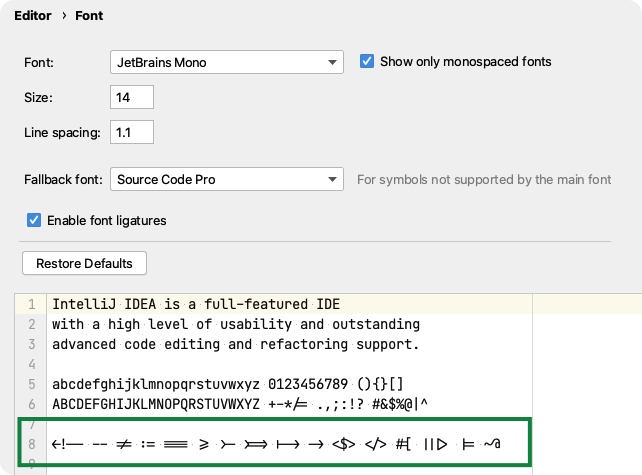 Editor › Font
Font: JetBrains Mono Show only monospaced fonts
Size: 14
Line spacing: 1.1
Fallback font: Source Code Pro For symbols not supported by the main font
Enable font ligatures
Restore Defaults
1 IntelliJ IDEA is a full-featured IDE
2 with a high level of usability and outstanding
3 advanced code editing and refactoring support.
4
5 abcdefghijklmnopqrstuvwxyz 0123456789 (){}[]
6 ABCDEFGHIJKLMNOPQRSTUVWXYZ +-*/= .,;:!? #&$%@|^
7
8 <!-- -- != := === >= >- >=> |-> -> <$> </> #[ |||> |= ~@
9